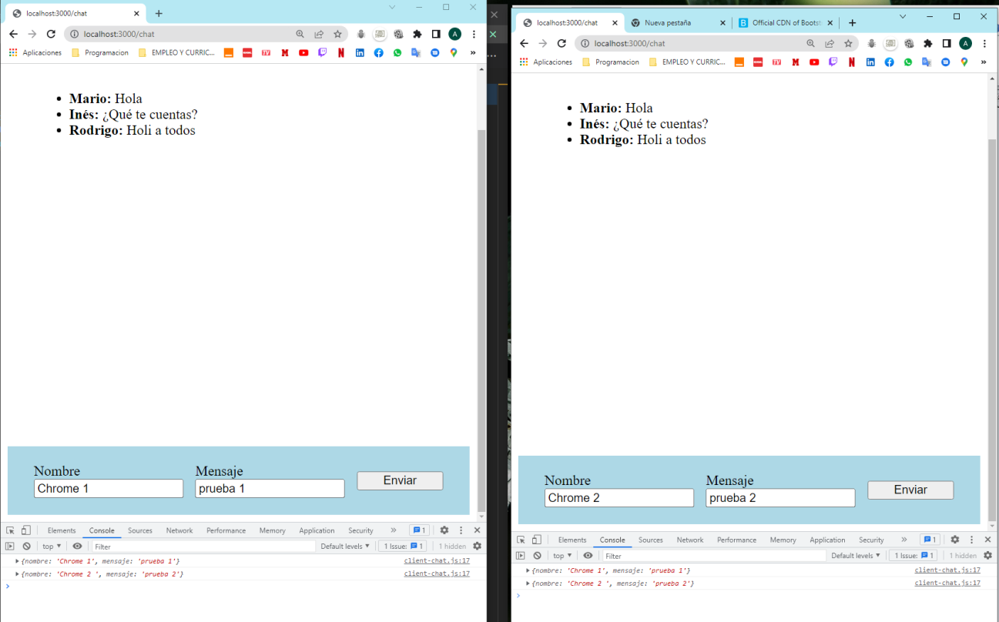 localhost:3000/chat
localhost:3000/chat
A
Aplicaciones Programacion EMPLEO Y CURRIC...
Mario: Hola
Inés: ¿Qué te cuentas?
Rodrigo: Holi a todos
Nombre Mensaje
Chrome 1 prueba 1 Enviar
Elements Console Sources Network Performance Memory Application Security » 1
top Filter Default levels 1 Issue: 1 1 hidden
{nombre: 'Chrome 1', mensaje: 'prueba 1'} client-chat.js:17
{nombre: 'Chrome 2 ', mensaje: 'prueba 2'} client-chat.js:17
localhost:3000/chat Nueva pestaña Official CDN of Bootst
localhost:3000/chat
A
Aplicaciones Programacion EMPLEO Y CURRIC...
Mario: Hola
Inés: ¿Qué te cuentas?
Rodrigo: Holi a todos
Nombre Mensaje
Chrome 2 prueba 2 Enviar
Elements Console Sources Network Performance Memory Application Security » 1
top Filter Default levels 1 Issue: 1 1 hidden
{nombre: 'Chrome 1', mensaje: 'prueba 1'} client-chat.js:17
{nombre: 'Chrome 2 ', mensaje: 'prueba 2'} client-chat.js:17